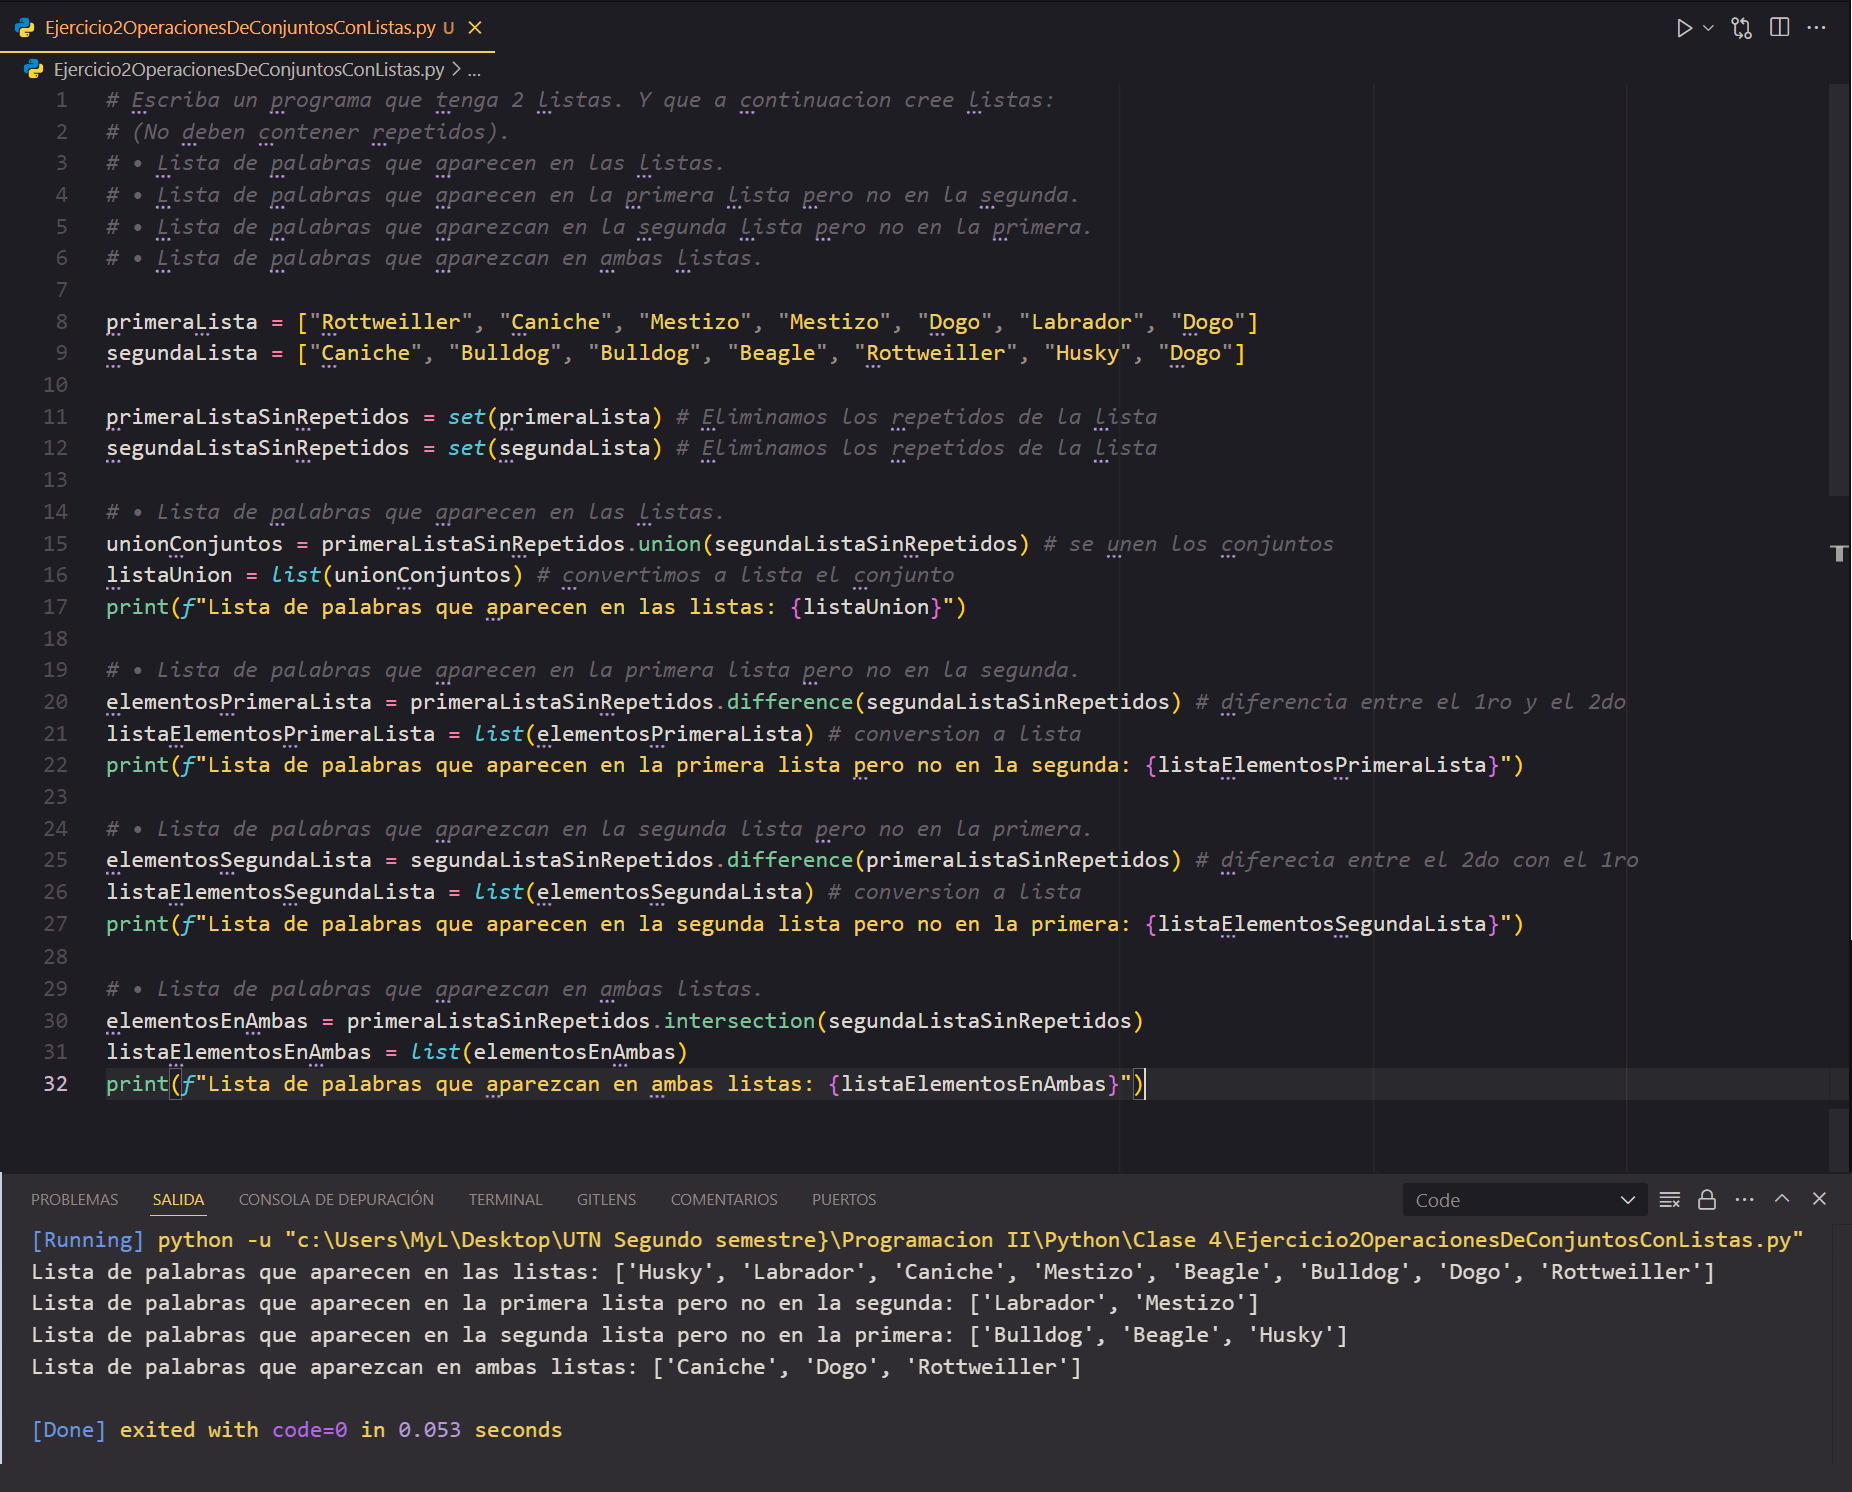 Ejercicio2OperacionesDeConjuntosConListas.py U
Ejercicio2OperacionesDeConjuntosConListas.py > ...
1 # Escriba un programa que tenga 2 listas. Y que a continuacion cree listas:
2 # (No deben contener repetidos).
3 # • Lista de palabras que aparecen en las listas.
4 # • Lista de palabras que aparecen en la primera lista pero no en la segunda.
5 # • Lista de palabras que aparezcan en la segunda lista pero no en la primera.
6 # • Lista de palabras que aparezcan en ambas listas.
7
8 primeraLista = ["Rottweiller", "Caniche", "Mestizo", "Mestizo", "Dogo", "Labrador", "Dogo"]
9 segundaLista = ["Caniche", "Bulldog", "Bulldog", "Beagle", "Rottweiller", "Husky", "Dogo"]
10
11 primeraListaSinRepetidos = set(primeraLista) # Eliminamos los repetidos de la lista
12 segundaListaSinRepetidos = set(segundaLista) # Eliminamos los repetidos de la lista
13
14 # • Lista de palabras que aparecen en las listas.
15 unionConjuntos = primeraListaSinRepetidos.union(segundaListaSinRepetidos) # se unen los conjuntos
16 listaUnion = list(unionConjuntos) # convertimos a lista el conjunto
17 print(f"Lista de palabras que aparecen en las listas: {listaUnion}")
18
19 # • Lista de palabras que aparecen en la primera lista pero no en la segunda.
20 elementosPrimeraLista = primeraListaSinRepetidos.difference(segundaListaSinRepetidos) # diferencia entre el 1ro y el 2do
21 listaElementosPrimeraLista = list(elementosPrimeraLista) # conversion a lista
22 print(f"Lista de palabras que aparecen en la primera lista pero no en la segunda: {listaElementosPrimeraLista}")
23
24 # • Lista de palabras que aparezcan en la segunda lista pero no en la primera.
25 elementosSegundaLista = segundaListaSinRepetidos.difference(primeraListaSinRepetidos) # diferecia entre el 2do con el 1ro
26 listaElementosSegundaLista = list(elementosSegundaLista) # conversion a lista
27 print(f"Lista de palabras que aparecen en la segunda lista pero no en la primera: {listaElementosSegundaLista}")
28
29 # • Lista de palabras que aparezcan en ambas listas.
30 elementosEnAmbas = primeraListaSinRepetidos.intersection(segundaListaSinRepetidos)
31 listaElementosEnAmbas = list(elementosEnAmbas)
32 print(f"Lista de palabras que aparezcan en ambas listas: {listaElementosEnAmbas}")
PROBLEMAS SALIDA CONSOLA DE DEPURACIÓN TERMINAL GITLENS COMENTARIOS PUERTOS Code
[Running] python -u "c:\Users\MyL\Desktop\UTN Segundo semestre}\Programacion II\Python\Clase 4\Ejercicio2OperacionesDeConjuntosConListas.py"
Lista de palabras que aparecen en las listas: ['Husky', 'Labrador', 'Caniche', 'Mestizo', 'Beagle', 'Bulldog', 'Dogo', 'Rottweiller']
Lista de palabras que aparecen en la primera lista pero no en la segunda: ['Labrador', 'Mestizo']
Lista de palabras que aparecen en la segunda lista pero no en la primera: ['Bulldog', 'Beagle', 'Husky']
Lista de palabras que aparezcan en ambas listas: ['Caniche', 'Dogo', 'Rottweiller']
[Done] exited with code=0 in 0.053 seconds